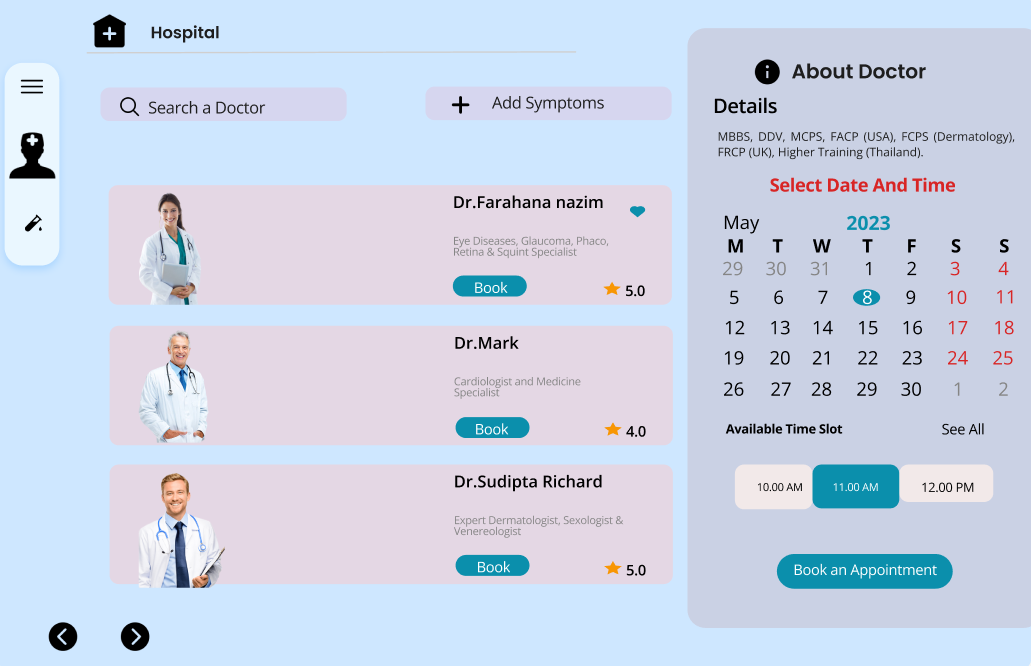 Hospital
Search a Doctor
Add Symptoms
Dr.Farahana nazim
Eye Diseases, Glaucoma, Phaco,
Retina & Squint Specialist
Book
5.0
Dr.Mark
Cardiologist and Medicine
Specialist
Book
4.0
Dr.Sudipta Richard
Expert Dermatologist, Sexologist &
Venereologist
Book
5.0
About Doctor
Details
MBBS, DDV, MCPS, FACP (USA), FCPS (Dermatology),
FRCP (UK), Higher Training (Thailand).
Select Date And Time
May 2023
M T W T F S S
29 30 31 1 2 3 4
5 6 7 8 9 10 11
12 13 14 15 16 17 18
19 20 21 22 23 24 25
26 27 28 29 30 1 2
Available Time Slot See All
10.00 AM 11.00 AM 12.00 PM
Book an Appointment